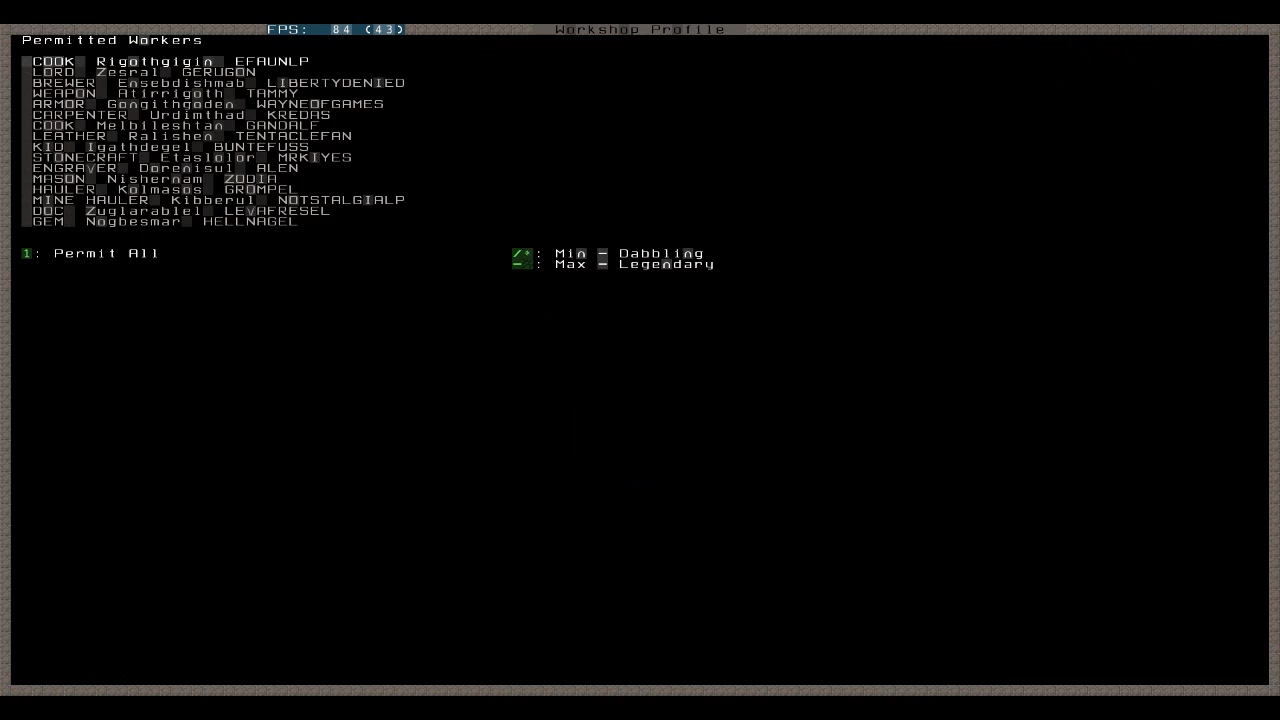 FPS: 84 (43) Workshop Profile
Permitted Workers
COOK Rigothgigin EFAUNLP
LORD Zesral GERUGON
BREWER Ensebdishmab LIBERTYDENIED
WEAPON Atirrigoth TAMMY
ARMOR Gongithgoden WAYNEOFGAMES
CARPENTER Urdimthad KREDAS
COOK Melbileshtan GANDALF
LEATHER Ralishen TENTACLEFAN
KID Igathdegel BUNTEFUSS
STONECRAFT Etaslolor MRKIYES
ENGRAVER Dorenisul ALEN
MASON Nishernam ZODIA
HAULER Kolmasos GROMPEL
MINE HAULER Kibberul NOTSTALGIALP
DOC Zuglarablel LEVAFRESEL
GEM Nogbesmar HELLNAGEL
1: Permit All /*: Min - Dabbling
-: Max - Legendary